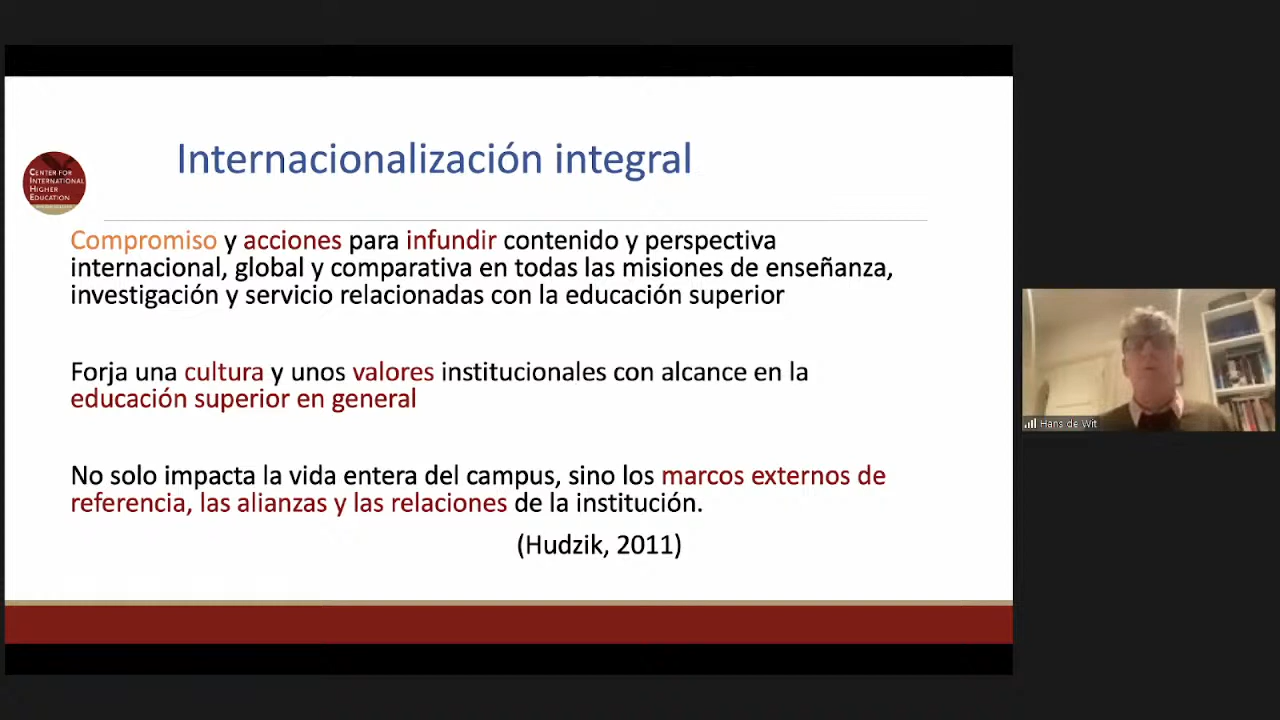 Internacionalización integral
CENTER FOR
INTERNATIONAL
HIGHER
EDUCATION
Compromiso y acciones para infundir contenido y perspectiva
internacional, global y comparativa en todas las misiones de enseñanza,
investigación y servicio relacionadas con la educación superior
Forja una cultura y unos valores institucionales con alcance en la
educación superior en general
No solo impacta la vida entera del campus, sino los marcos externos de
referencia, las alianzas y las relaciones de la institución.
(Hudzik, 2011)
Hans de Wit